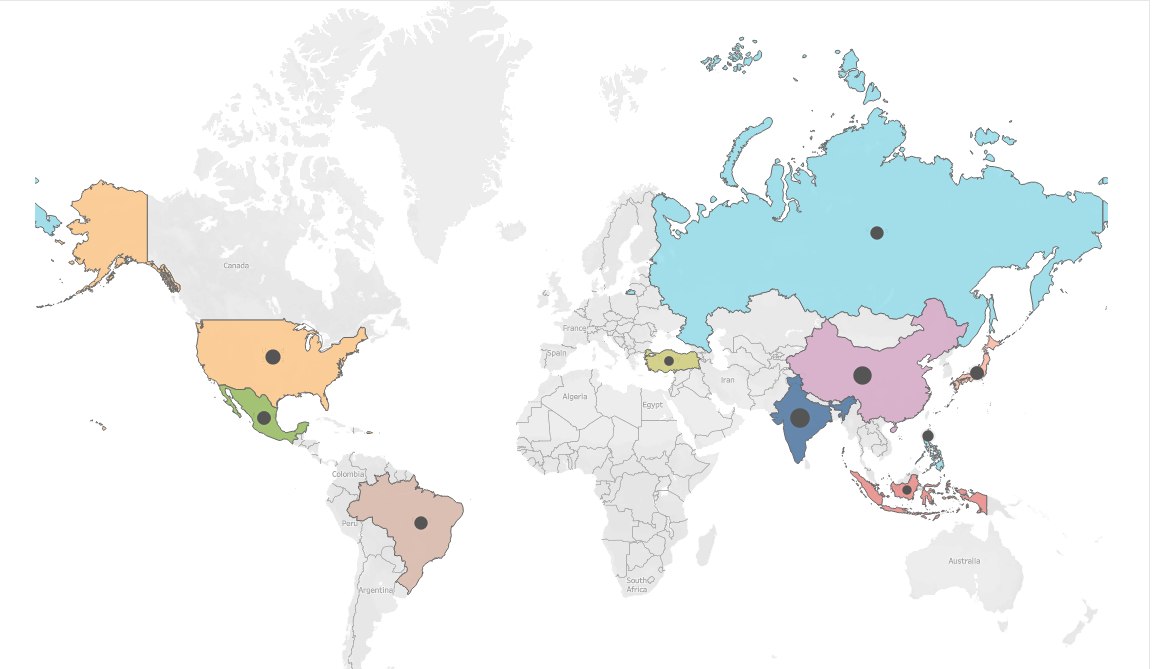 Canada
France
Spain
Iran
Algeria
Egypt
Colombia
Peru
Australia
South
Africa
Argentina